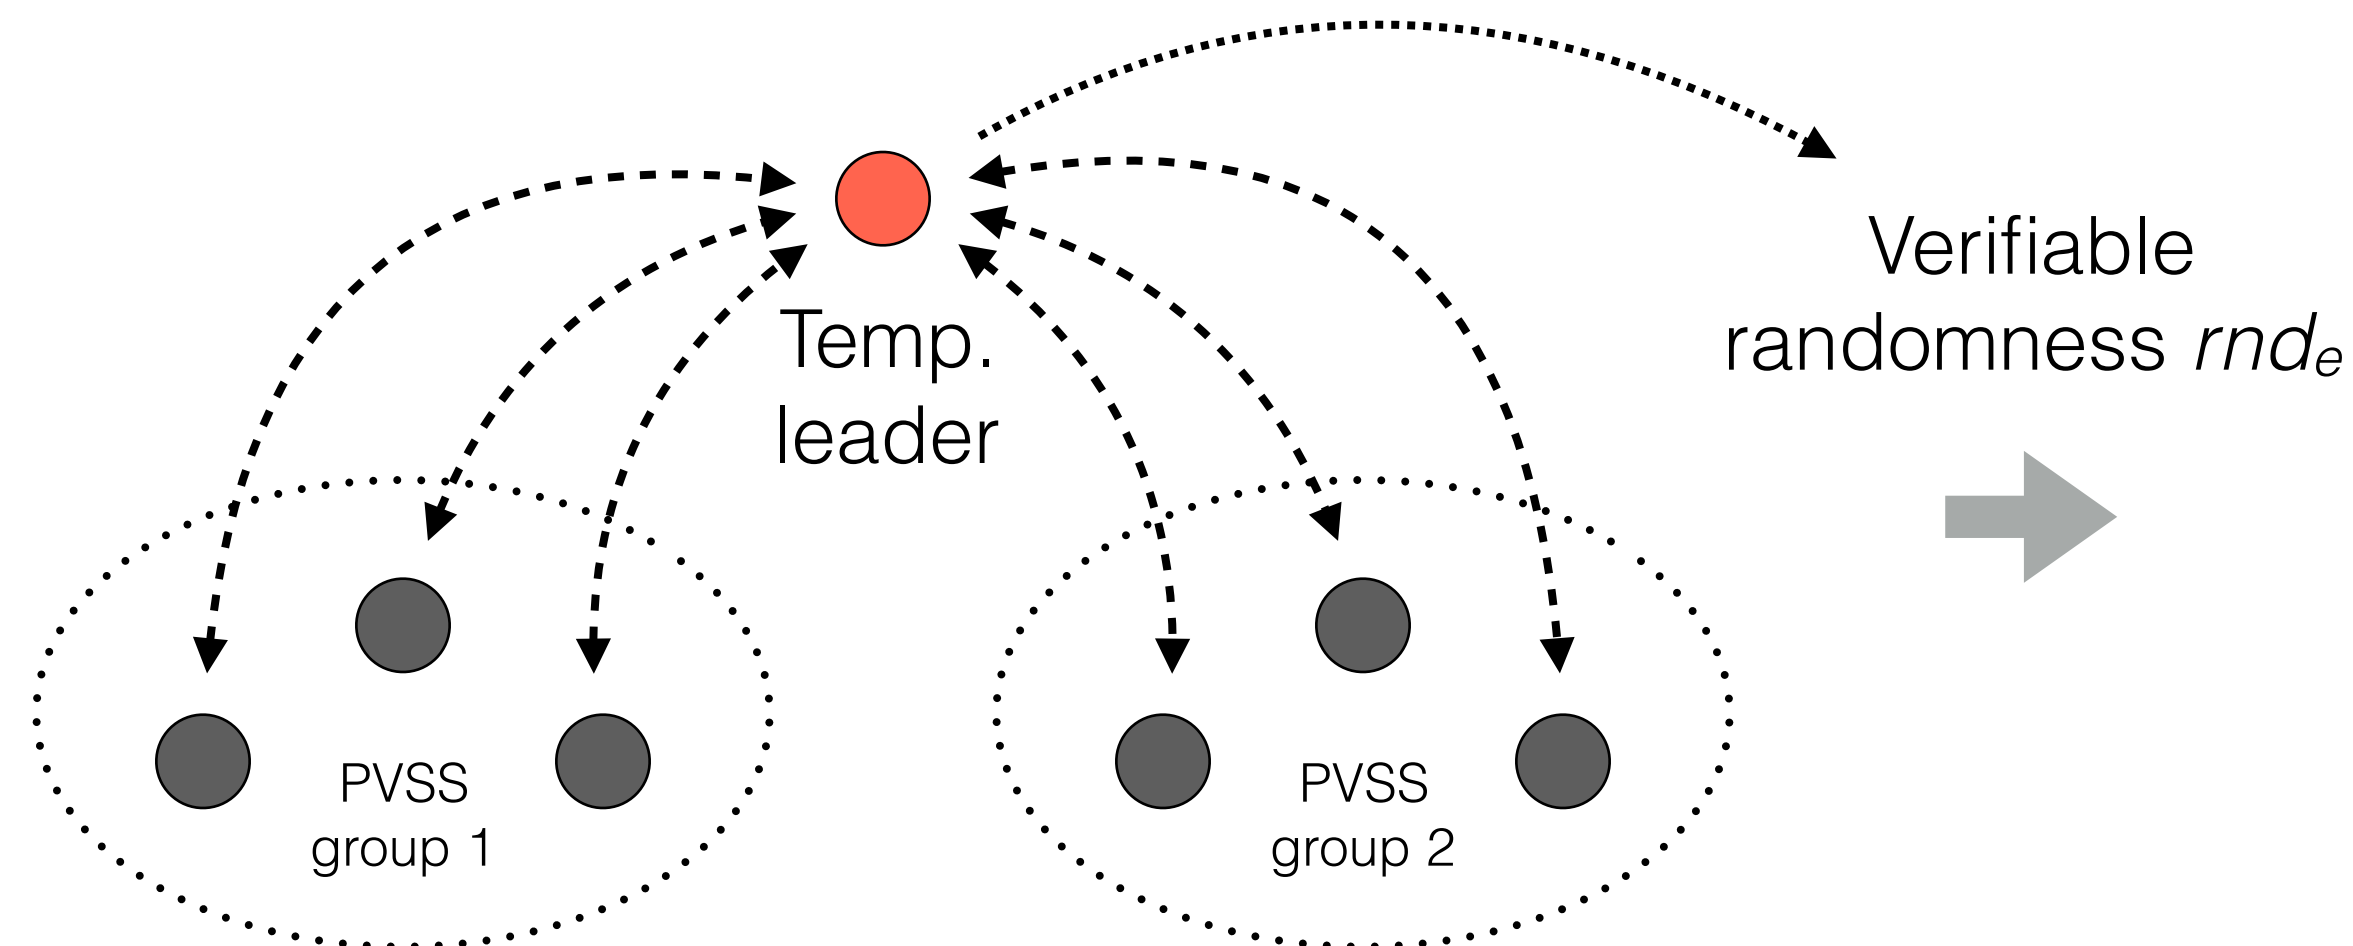 Temp.
leader
Verifiable
randomness rndₑ
PVSS
group 1
PVSS
group 2